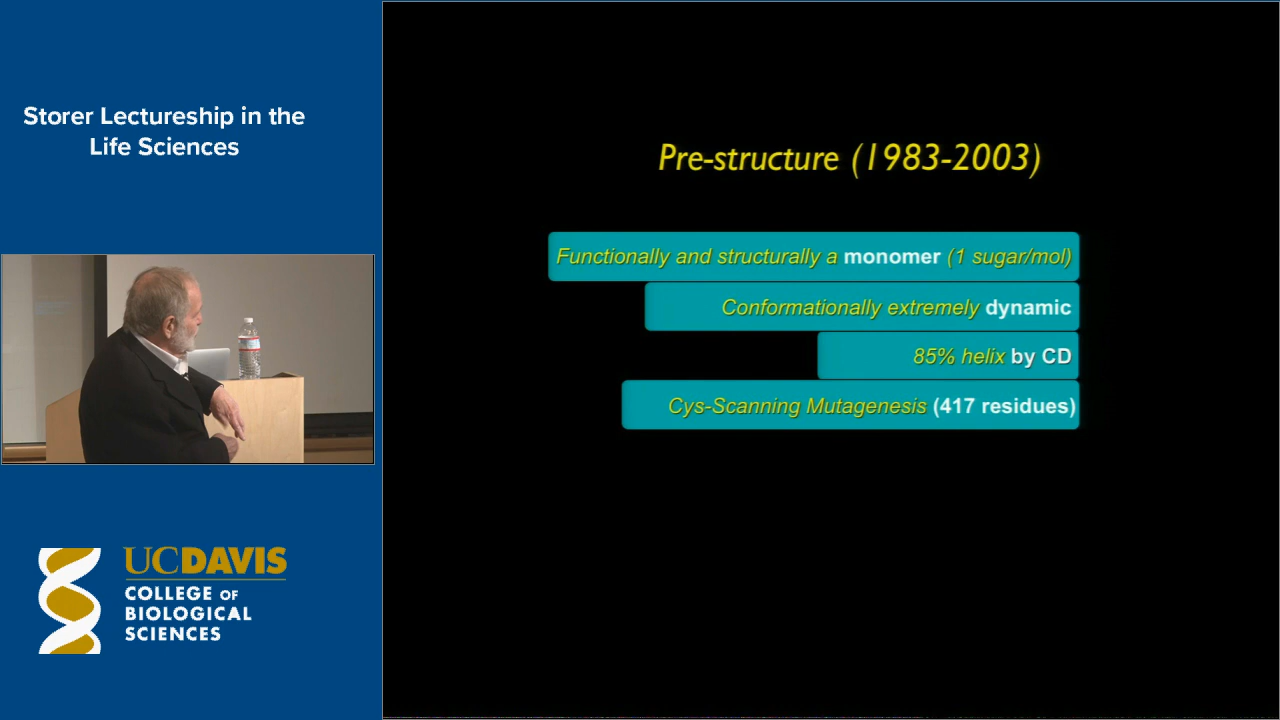 Storer Lectureship in the
Life Sciences
Pre-structure (1983-2003)
Functionally and structurally a monomer (1 sugar/mol)
Conformationally extremely dynamic
85% helix by CD
Cys-Scanning Mutagenesis (417 residues)
UCDAVIS
COLLEGE OF
BIOLOGICAL
SCIENCES